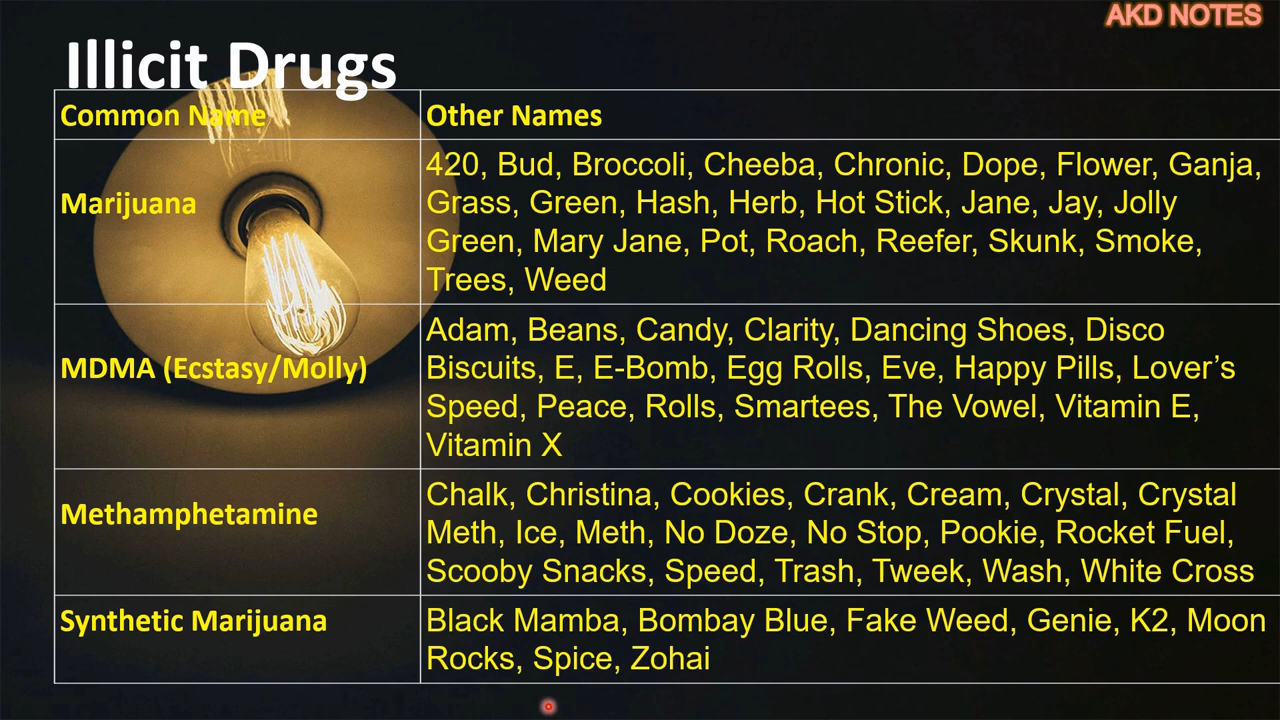 AKD NOTES
Illicit Drugs
Common Name
Other Names
Marijuana
420, Bud, Broccoli, Cheeba, Chronic, Dope, Flower, Ganja,
Grass, Green, Hash, Herb, Hot Stick, Jane, Jay, Jolly
Green, Mary Jane, Pot, Roach, Reefer, Skunk, Smoke,
Trees, Weed
MDMA (Ecstasy/Molly)
Adam, Beans, Candy, Clarity, Dancing Shoes, Disco
Biscuits, E, E-Bomb, Egg Rolls, Eve, Happy Pills, Lover’s
Speed, Peace, Rolls, Smartees, The Vowel, Vitamin E,
Vitamin X
Methamphetamine
Chalk, Christina, Cookies, Crank, Cream, Crystal, Crystal
Meth, Ice, Meth, No Doze, No Stop, Pookie, Rocket Fuel,
Scooby Snacks, Speed, Trash, Tweek, Wash, White Cross
Synthetic Marijuana
Black Mamba, Bombay Blue, Fake Weed, Genie, K2, Moon
Rocks, Spice, Zohai